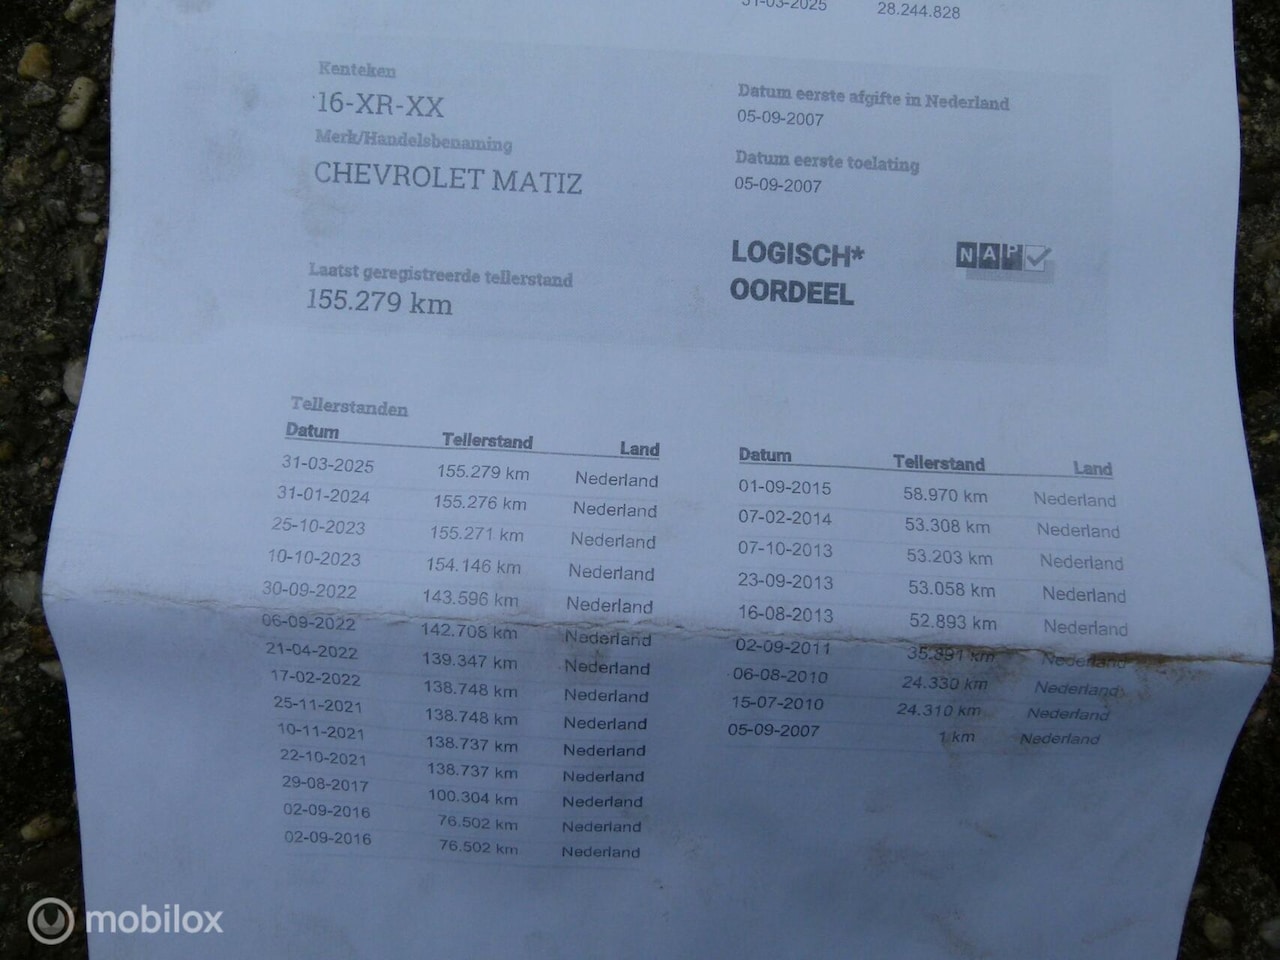 31-03-2025 28.244.828
Kenteken
16-XR-XX
Merk/Handelsbenaming
CHEVROLET MATIZ
Laatst geregistreerde tellerstand
155.279 km
Datum eerste afgifte in Nederland
05-09-2007
Datum eerste toelating
05-09-2007
LOGISCH*
OORDEEL
NAP
Tellerstanden
Datum Tellerstand Land
31-03-2025 155.279 km Nederland
31-01-2024 155.276 km Nederland
25-10-2023 155.271 km Nederland
10-10-2023 154.146 km Nederland
30-09-2022 143.596 km Nederland
06-09-2022 142.708 km Nederland
21-04-2022 139.347 km Nederland
17-02-2022 138.748 km Nederland
25-11-2021 138.748 km Nederland
10-11-2021 138.737 km Nederland
22-10-2021 138.737 km Nederland
29-08-2017 100.304 km Nederland
02-09-2016 76.502 km Nederland
02-09-2016 76.502 km Nederland
Datum Tellerstand Land
01-09-2015 58.970 km Nederland
07-02-2014 53.308 km Nederland
07-10-2013 53.203 km Nederland
23-09-2013 53.058 km Nederland
16-08-2013 52.893 km Nederland
02-09-2011 35.891 km Nederland
06-08-2010 24.330 km Nederland
15-07-2010 24.310 km Nederland
05-09-2007 1 km Nederland
mobilox